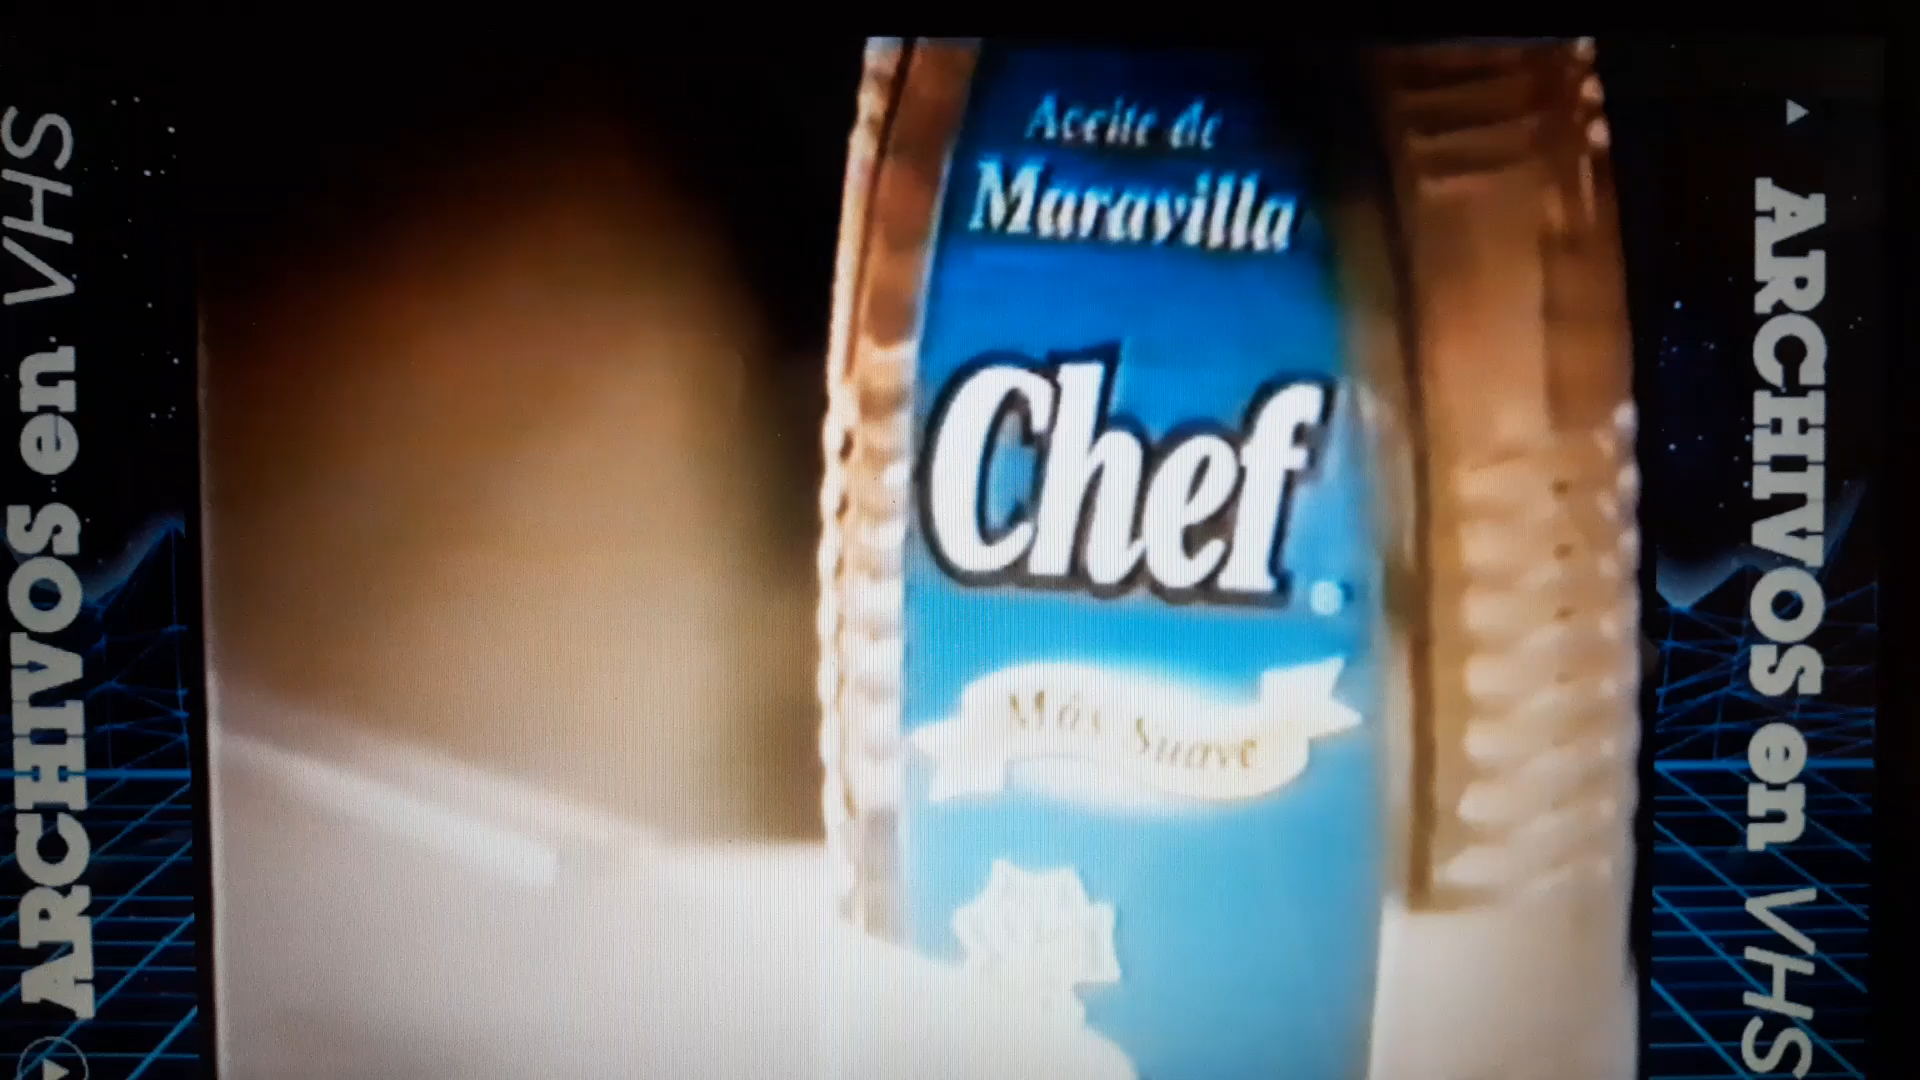 ARCHIVOS en VHS
Aceite de
Maravilla
Chef
Más Suave
ARCHIVOS en VHS